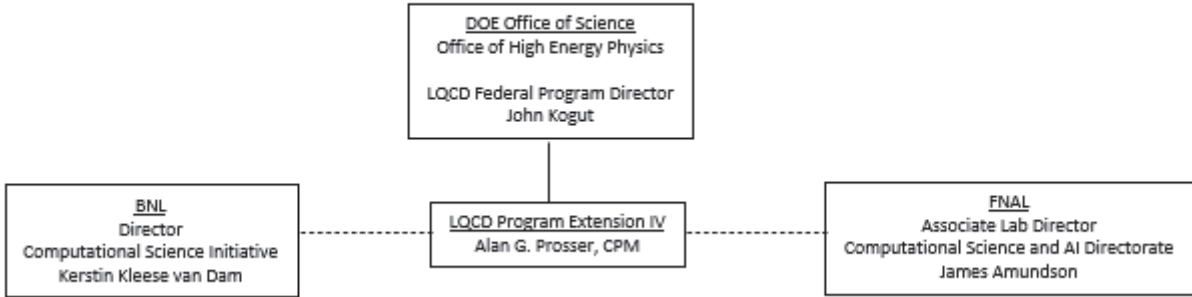 DOE Office of Science
Office of High Energy Physics
LQCD Federal Program Director
John Kogut
BNL
Director
Computational Science Initiative
Kerstin Kleese van Dam
LQCD Program Extension IV
Alan G. Prosser, CPM
FNAL
Associate Lab Director
Computational Science and AI Directorate
James Amundson